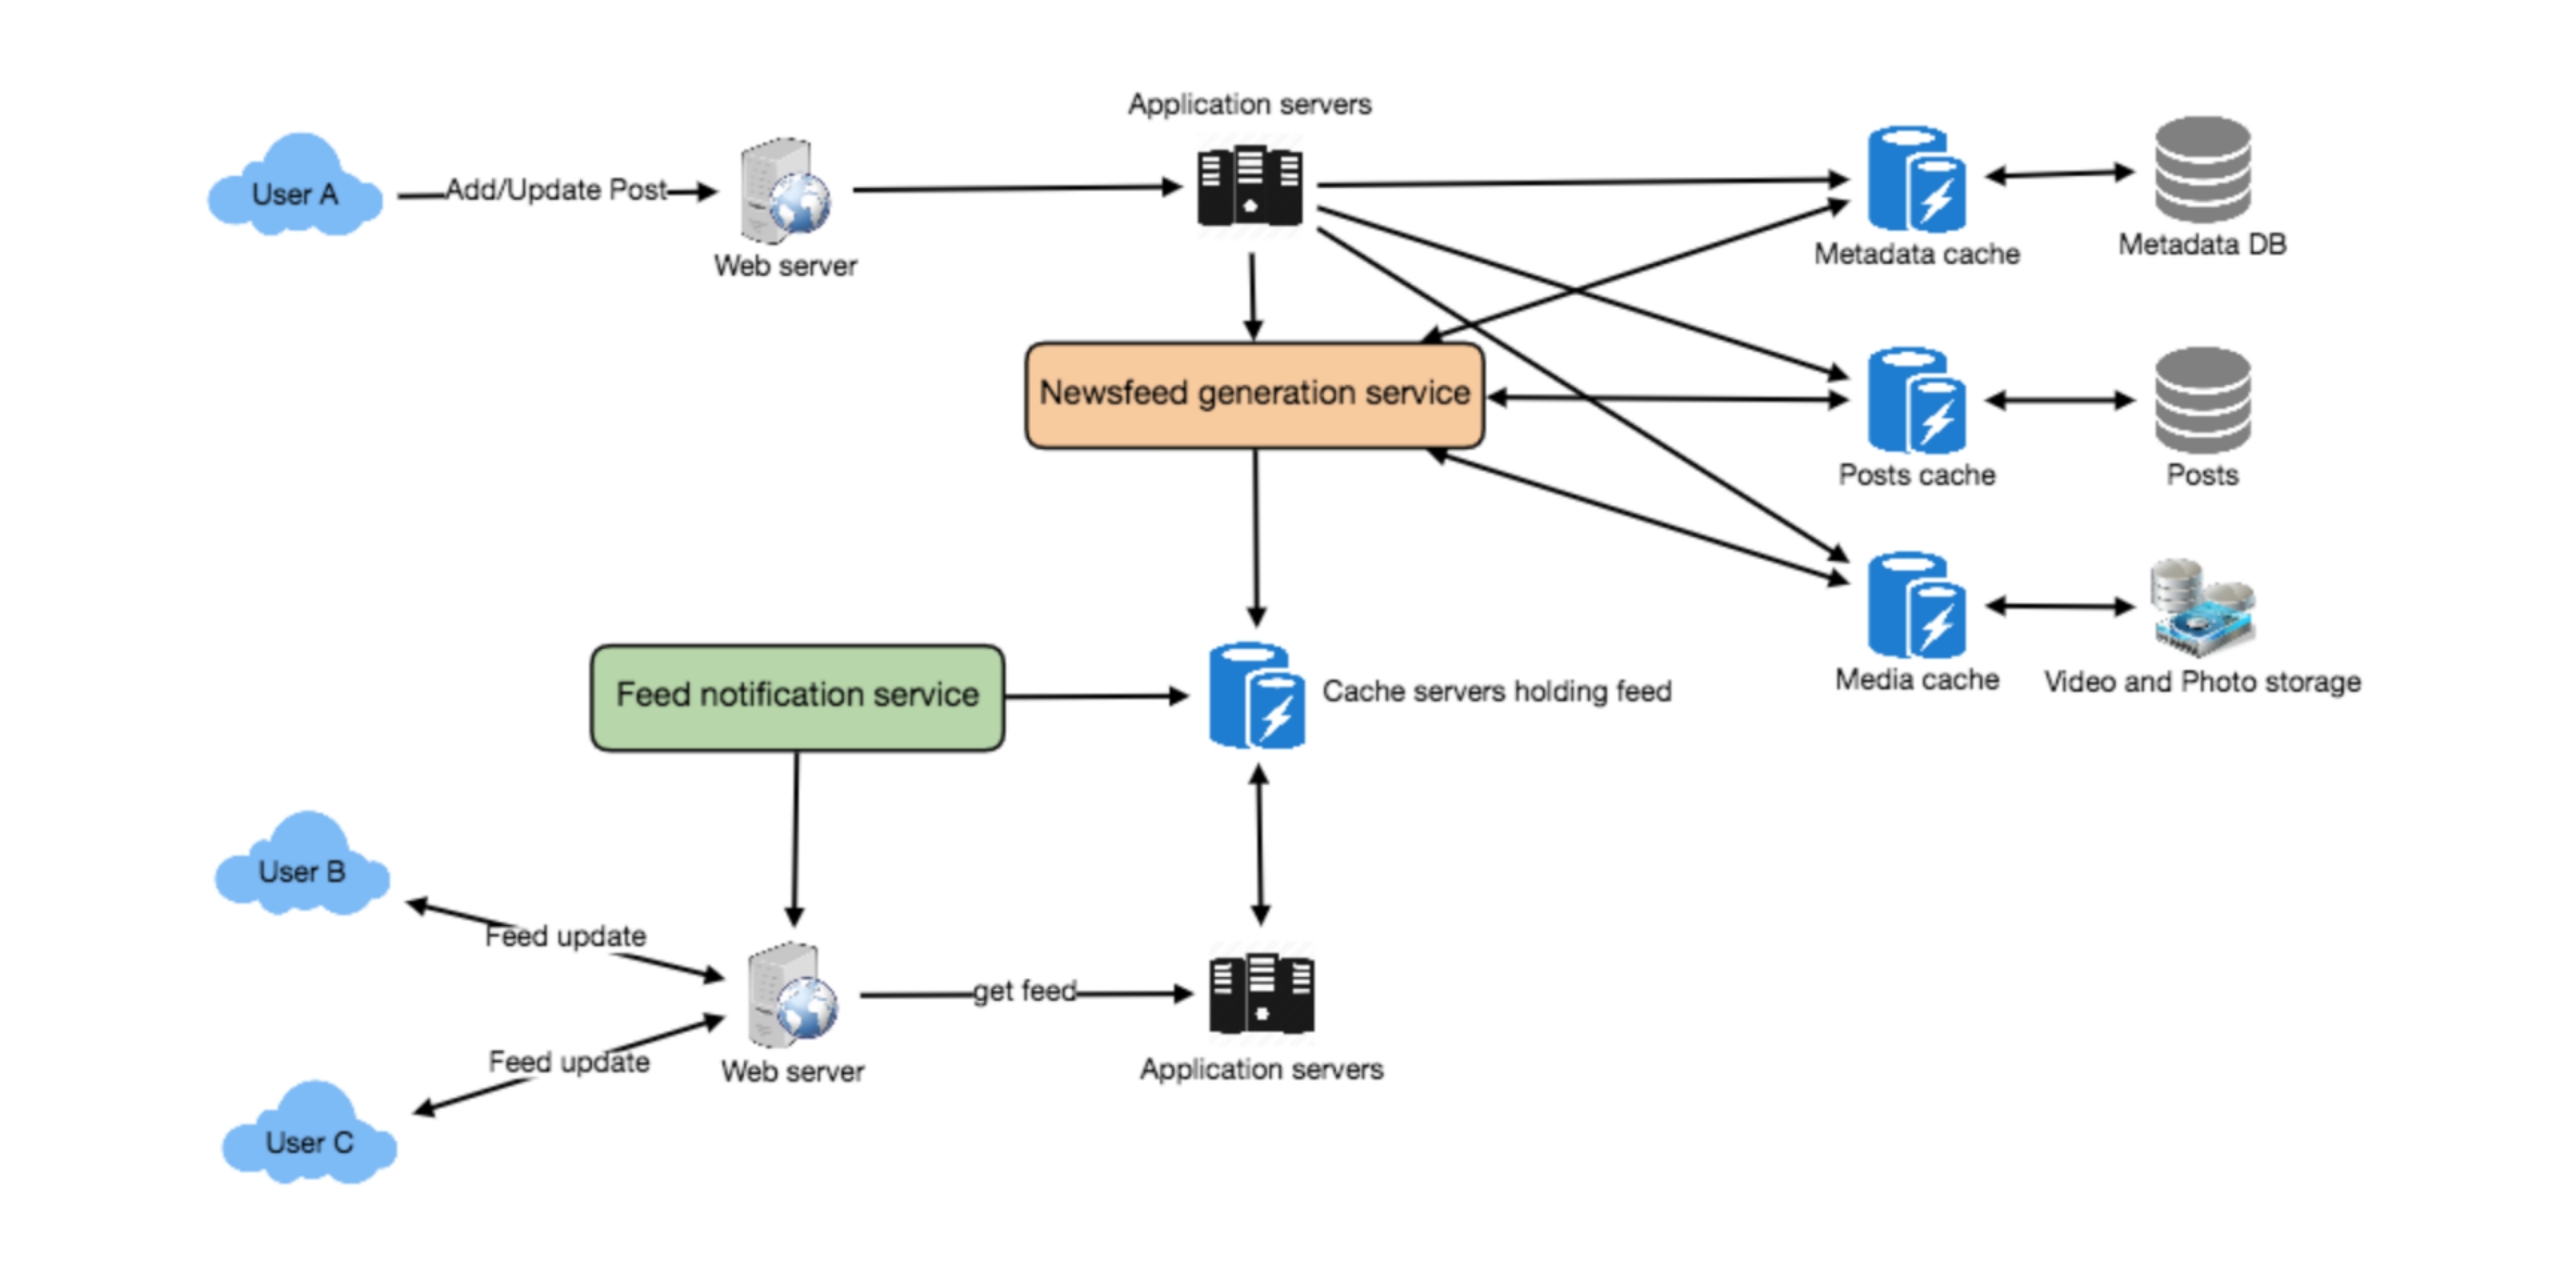 Application servers
User A
Add/Update Post
Web server
Metadata cache
Metadata DB
Newsfeed generation service
Posts cache
Posts
Feed notification service
Cache servers holding feed
Media cache
Video and Photo storage
User B
Feed update
get feed
Feed update
Web server
Application servers
User C